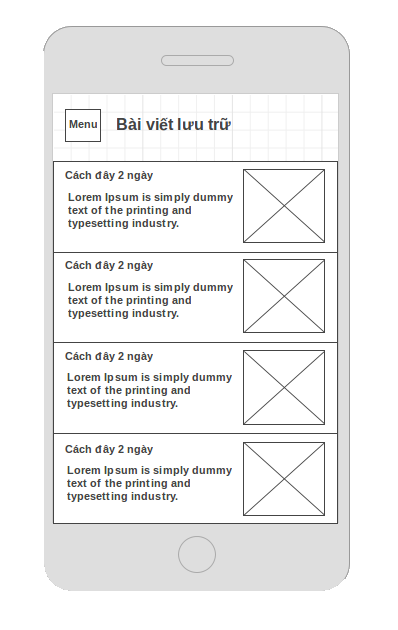 Menu Bài viết lưu trữ
Cách đây 2 ngày
Lorem Ipsum is simply dummy
text of the printing and
typesetting industry.
Cách đây 2 ngày
Lorem Ipsum is simply dummy
text of the printing and
typesetting industry.
Cách đây 2 ngày
Lorem Ipsum is simply dummy
text of the printing and
typesetting industry.
Cách đây 2 ngày
Lorem Ipsum is simply dummy
text of the printing and
typesetting industry.